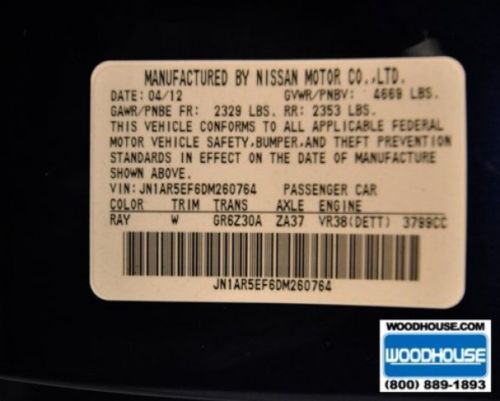 MANUFACTURED BY NISSAN MOTOR CO.,LTD.
DATE: 04/12 GVWR/PNBV: 4669 LBS.
GAWR/PNBE FR: 2329 LBS. RR: 2353 LBS.
THIS VEHICLE CONFORMS TO ALL APPLICABLE FEDERAL
MOTOR VEHICLE SAFETY,BUMPER,AND THEFT PREVENTION
STANDARDS IN EFFECT ON THE DATE OF MANUFACTURE
SHOWN ABOVE.
VIN: JN1AR5EF6DM260764 PASSENGER CAR
COLOR TRIM TRANS AXLE ENGINE
RAY W GR6Z30A ZA37 VR38(DETT) 3799CC
JN1AR5EF6DM260764
WOODHOUSE.COM
WOODHOUSE
(800) 889-1893